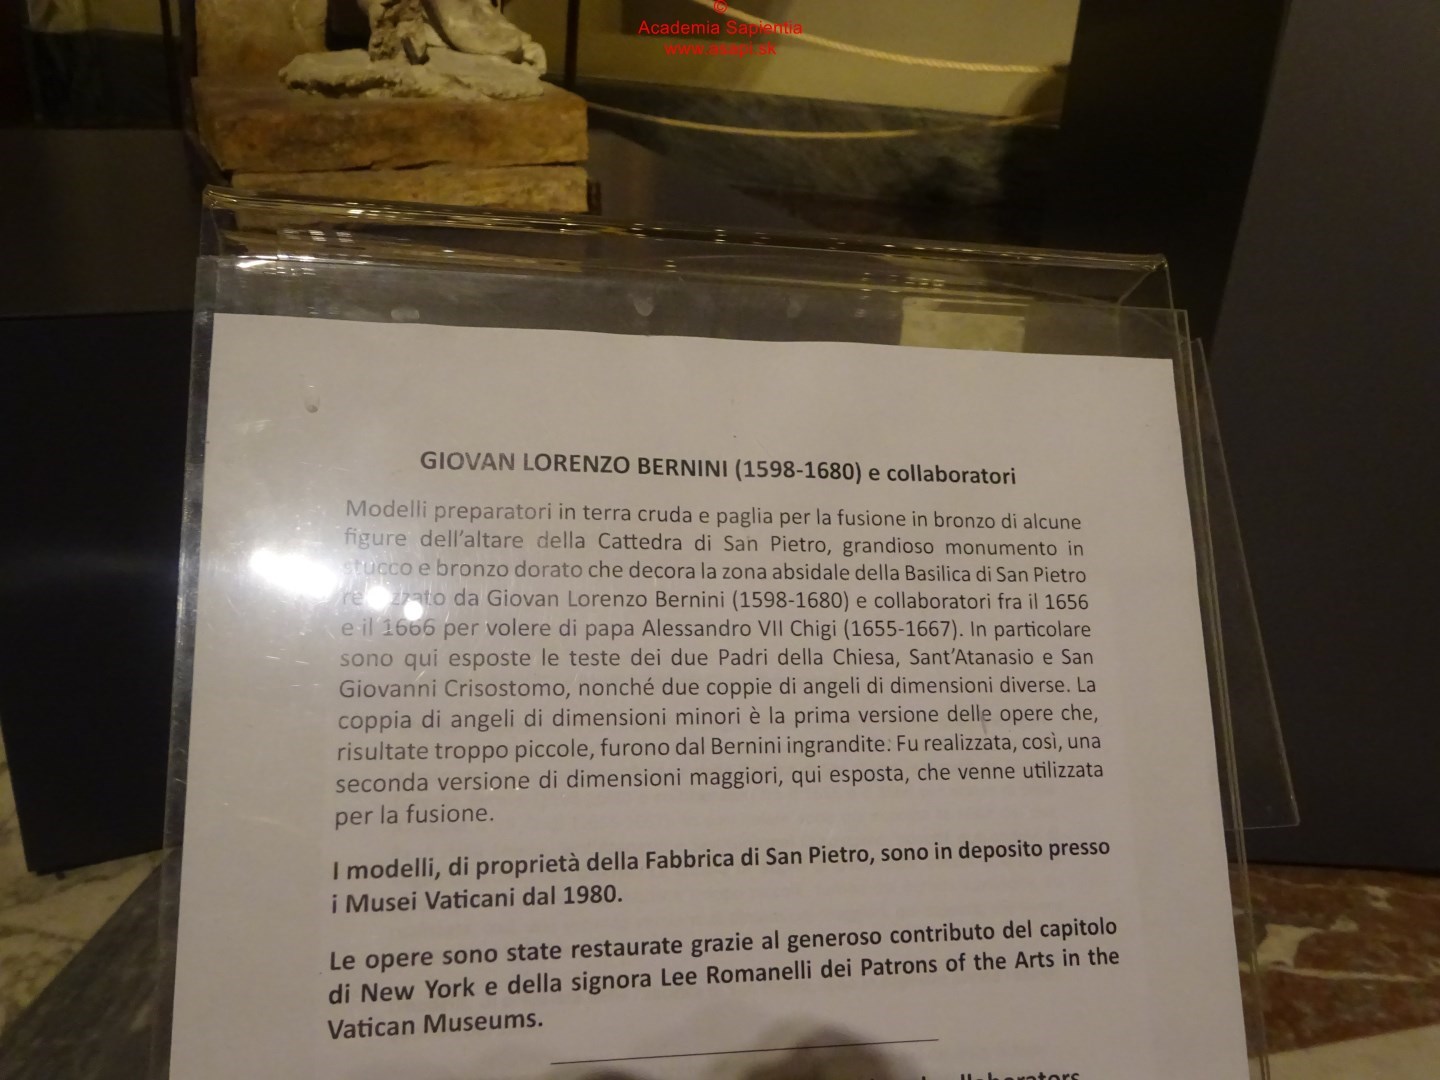 ©
Academia Sapientia
www.asapi.sk
GIOVAN LORENZO BERNINI (1598-1680) e collaboratori
Modelli preparatori in terra cruda e paglia per la fusione in bronzo di alcune
figure dell'altare della Cattedra di San Pietro, grandioso monumento in
stucco e bronzo dorato che decora la zona absidale della Basilica di San Pietro
realizzato da Giovan Lorenzo Bernini (1598-1680) e collaboratori fra il 1656
e il 1666 per volere di papa Alessandro VII Chigi (1655-1667). In particolare
sono qui esposte le teste dei due Padri della Chiesa, Sant'Atanasio e San
Giovanni Crisostomo, nonché due coppie di angeli di dimensioni diverse. La
coppia di angeli di dimensioni minori è la prima versione delle opere che,
risultate troppo piccole, furono dal Bernini ingrandite. Fu realizzata, così, una
seconda versione di dimensioni maggiori, qui esposta, che venne utilizzata
per la fusione.
I modelli, di proprietà della Fabbrica di San Pietro, sono in deposito presso
i Musei Vaticani dal 1980.
Le opere sono state restaurate grazie al generoso contributo del capitolo
di New York e della signora Lee Romanelli dei Patrons of the Arts in the
Vatican Museums.